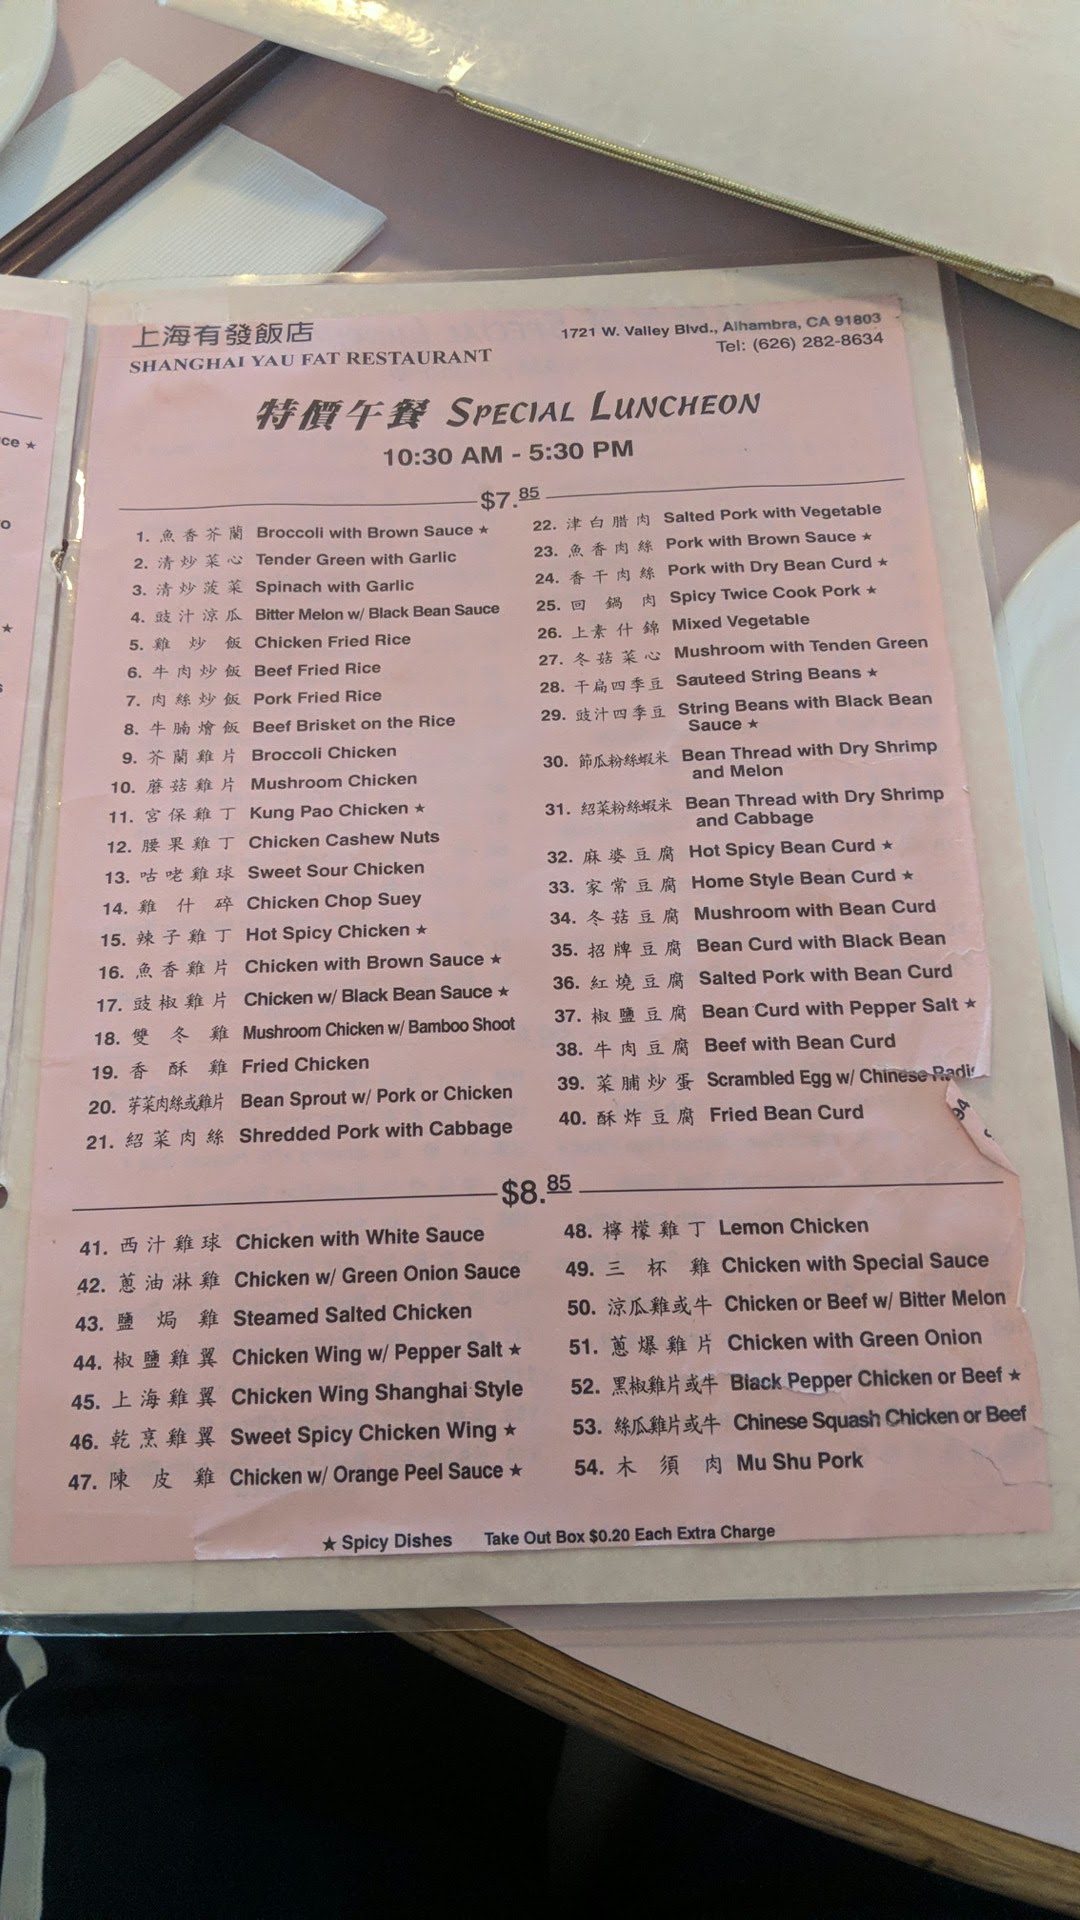 上海有發飯店
SHANGHAI YAU FAT RESTAURANT
1721 W. Valley Blvd., Alhambra, CA 91803
Tel: (626) 282-8634
特價午餐 SPECIAL LUNCHEON
10:30 AM - 5:30 PM
$7.85
1. 魚香芥蘭 Broccoli with Brown Sauce ★
2. 清炒菜心 Tender Green with Garlic
3. 清炒菠菜 Spinach with Garlic
4. 豉汁涼瓜 Bitter Melon w/ Black Bean Sauce
5. 雞炒飯 Chicken Fried Rice
6. 牛肉炒飯 Beef Fried Rice
7. 肉絲炒飯 Pork Fried Rice
8. 牛腩燴飯 Beef Brisket on the Rice
9. 芥蘭雞片 Broccoli Chicken
10. 蘑菇雞片 Mushroom Chicken
11. 宮保雞丁 Kung Pao Chicken ★
12. 腰果雞丁 Chicken Cashew Nuts
13. 咕咾雞球 Sweet Sour Chicken
14. 雞什碎 Chicken Chop Suey
15. 辣子雞丁 Hot Spicy Chicken ★
16. 魚香雞片 Chicken with Brown Sauce ★
17. 豉椒雞片 Chicken w/ Black Bean Sauce ★
18. 雙冬雞 Mushroom Chicken w/ Bamboo Shoot
19. 香酥雞 Fried Chicken
20. 芽菜肉絲或雞片 Bean Sprout w/ Pork or Chicken
21. 紹菜肉絲 Shredded Pork with Cabbage
22. 津白腊肉 Salted Pork with Vegetable
23. 魚香肉絲 Pork with Brown Sauce ★
24. 香干肉絲 Pork with Dry Bean Curd ★
25. 回鍋肉 Spicy Twice Cook Pork ★
26. 上素什錦 Mixed Vegetable
27. 冬菇菜心 Mushroom with Tenden Green
28. 干扁四季豆 Sauteed String Beans ★
29. 豉汁四季豆 String Beans with Black Bean
Sauce ★
30. 節瓜粉絲蝦米 Bean Thread with Dry Shrimp
and Melon
31. 紹菜粉絲蝦米 Bean Thread with Dry Shrimp
and Cabbage
32. 麻婆豆腐 Hot Spicy Bean Curd ★
33. 家常豆腐 Home Style Bean Curd ★
34. 冬菇豆腐 Mushroom with Bean Curd
35. 招牌豆腐 Bean Curd with Black Bean
36. 紅燒豆腐 Salted Pork with Bean Curd
37. 椒鹽豆腐 Bean Curd with Pepper Salt ★
38. 牛肉豆腐 Beef with Bean Curd
39. 菜脯炒蛋 Scrambled Egg w/ Chinese Radis
40. 酥炸豆腐 Fried Bean Curd
$8.85
41. 西汁雞球 Chicken with White Sauce
42. 蔥油淋雞 Chicken w/ Green Onion Sauce
43. 鹽焗雞 Steamed Salted Chicken
44. 椒鹽雞翼 Chicken Wing w/ Pepper Salt ★
45. 上海雞翼 Chicken Wing Shanghai Style
46. 乾烹雞翼 Sweet Spicy Chicken Wing ★
47. 陳皮雞 Chicken w/ Orange Peel Sauce ★
48. 檸檬雞丁 Lemon Chicken
49. 三杯雞 Chicken with Special Sauce
50. 涼瓜雞或牛 Chicken or Beef w/ Bitter Melon
51. 蔥爆雞片 Chicken with Green Onion
52. 黑椒雞片或牛 Black Pepper Chicken or Beef ★
53. 絲瓜雞片或牛 Chinese Squash Chicken or Beef
54. 木須肉 Mu Shu Pork
★ Spicy Dishes Take Out Box $0.20 Each Extra Charge